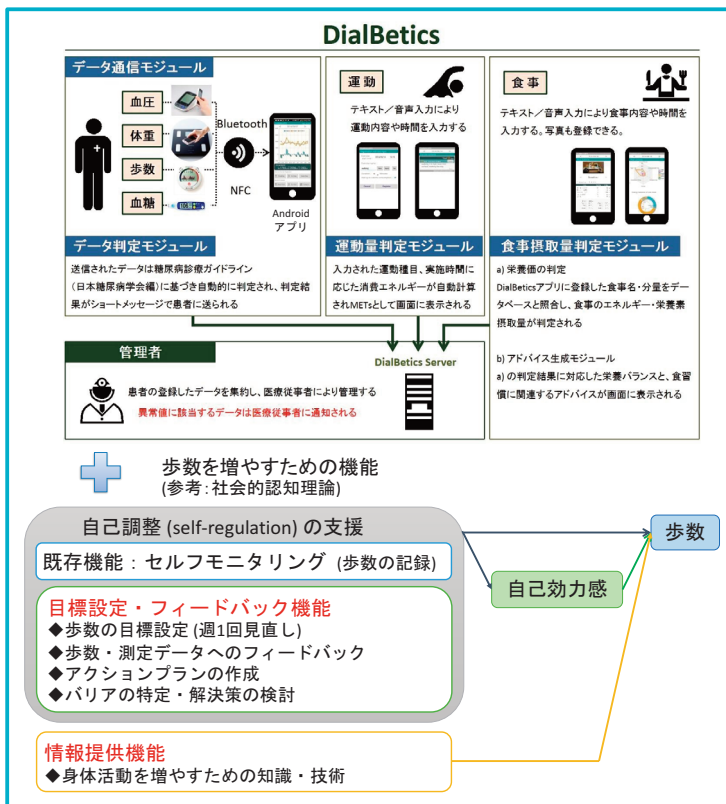 DialBetics
データ通信モジュール
血圧
体重
歩数
血糖
Bluetooth
NFC
Android
アプリ
データ判定モジュール
送信されたデータは糖尿病診療ガイドライン
(日本糖尿病学会編)に基づき自動的に判定され、判定結
果がショートメッセージで患者に送られる
運動
テキスト/音声入力により
運動内容や時間を入力する
運動量判定モジュール
入力された運動種目、実施時間に
応じた消費エネルギーが自動計算
されMETsとして画面に表示される
食事
テキスト/音声入力により食事内容や時間を
入力する。写真も登録できる。
食事摂取量判定モジュール
a) 栄養価の判定
DialBeticsアプリに登録した食事名・分量をデー
タベースと照合し、食事のエネルギー・栄養素
摂取量が判定される
b) アドバイス生成モジュール
a) の判定結果に対応した栄養バランスと、食習
慣に関連するアドバイスが画面に表示される
管理者
患者の登録したデータを集約し、医療従事者により管理する
異常値に該当するデータは医療従事者に通知される
DialBetics Server
歩数を増やすための機能
(参考:社会的認知理論)
自己調整 (self-regulation) の支援
既存機能:セルフモニタリング (歩数の記録)
目標設定・フィードバック機能
◆歩数の目標設定 (週1回見直し)
◆歩数・測定データへのフィードバック
◆アクションプランの作成
◆バリアの特定・解決策の検討
情報提供機能
◆身体活動を増やすための知識・技術
自己効力感
歩数